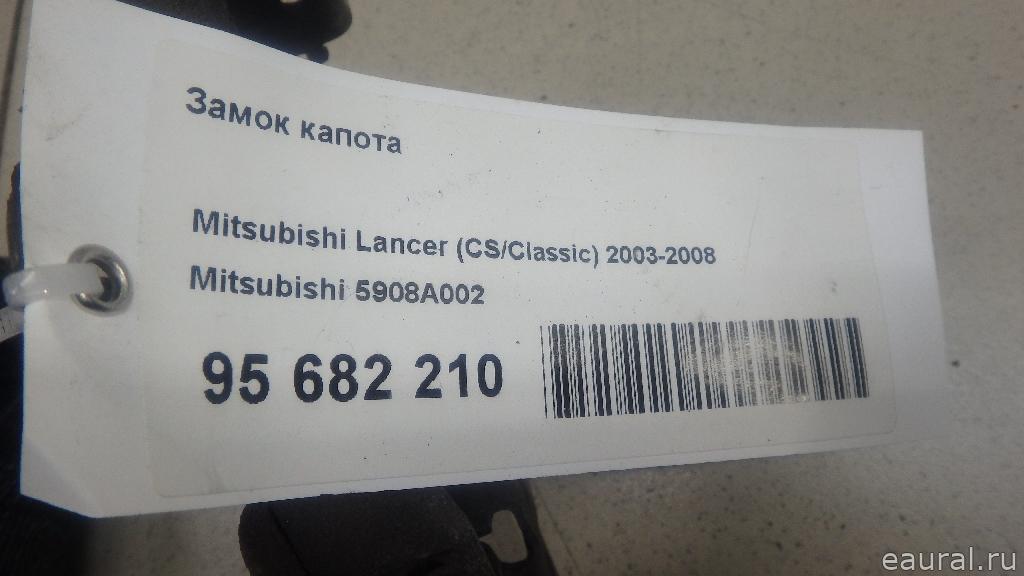 Замок капота
Mitsubishi Lancer (CS/Classic) 2003-2008
Mitsubishi 5908A002
95 682 210
eaural.ru